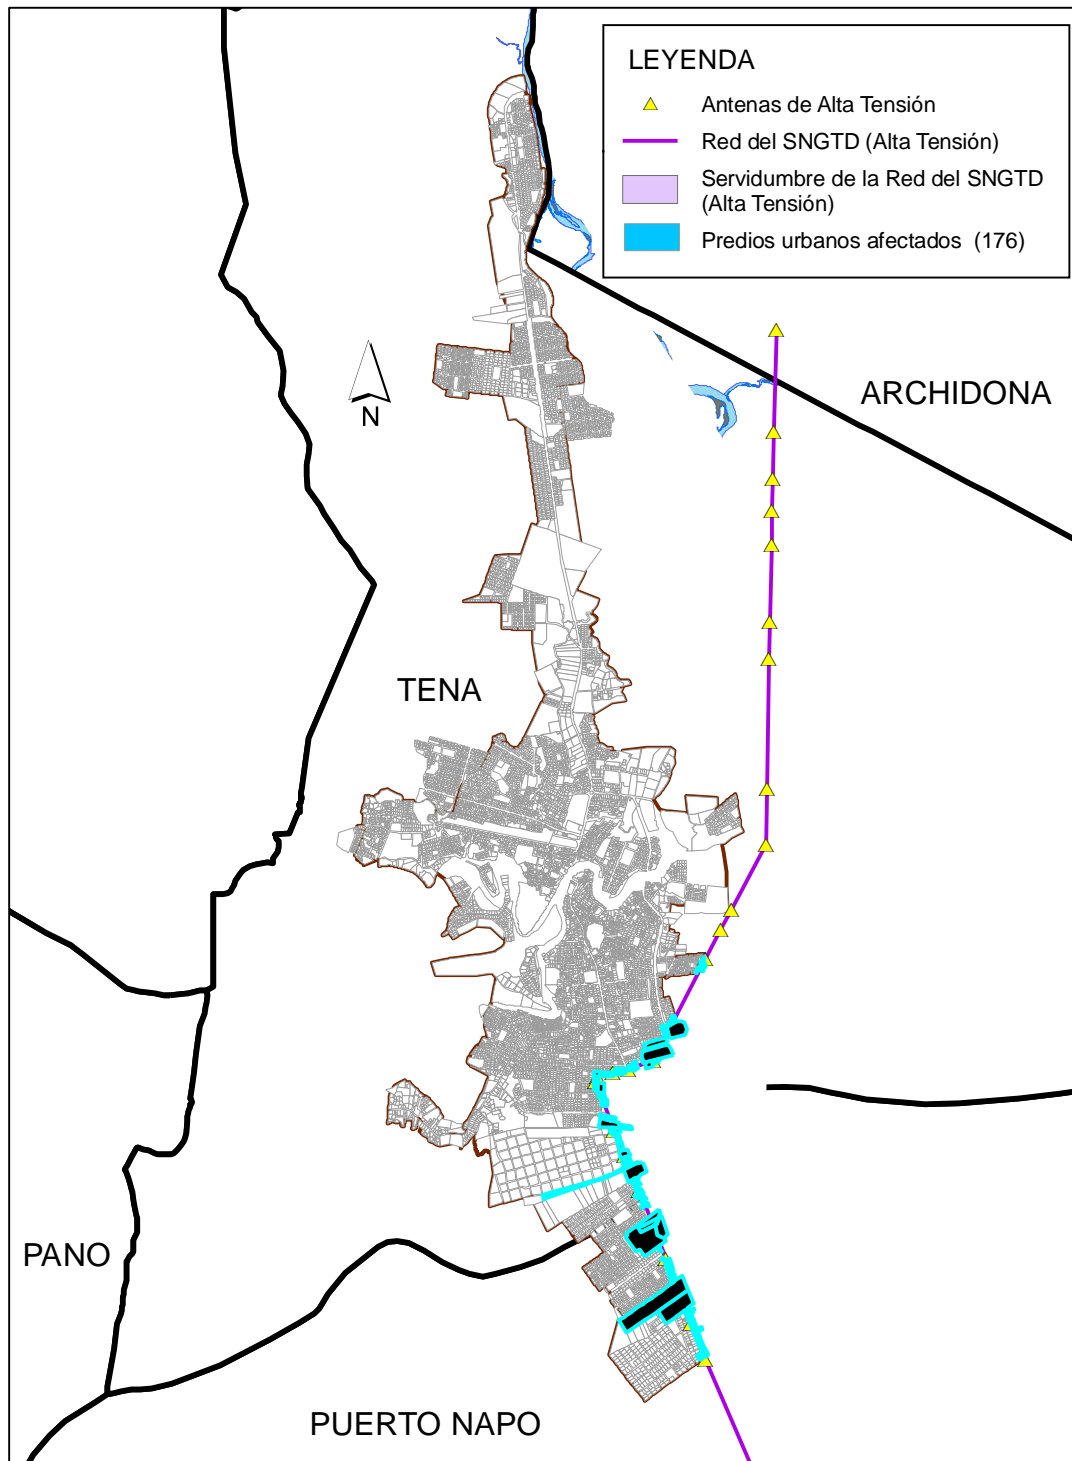 LEYENDA
Antenas de Alta Tensión
Red del SNGTD (Alta Tensión)
Servidumbre de la Red del SNGTD
(Alta Tensión)
Predios urbanos afectados (176)
ARCHIDONA
N
TENA
PANO
PUERTO NAPO